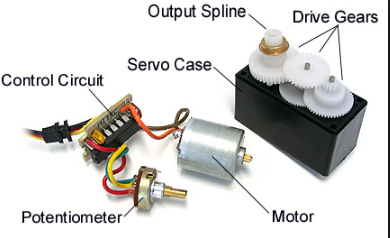 Output Spline
Drive Gears
Servo Case
Control Circuit
Potentiometer
Motor